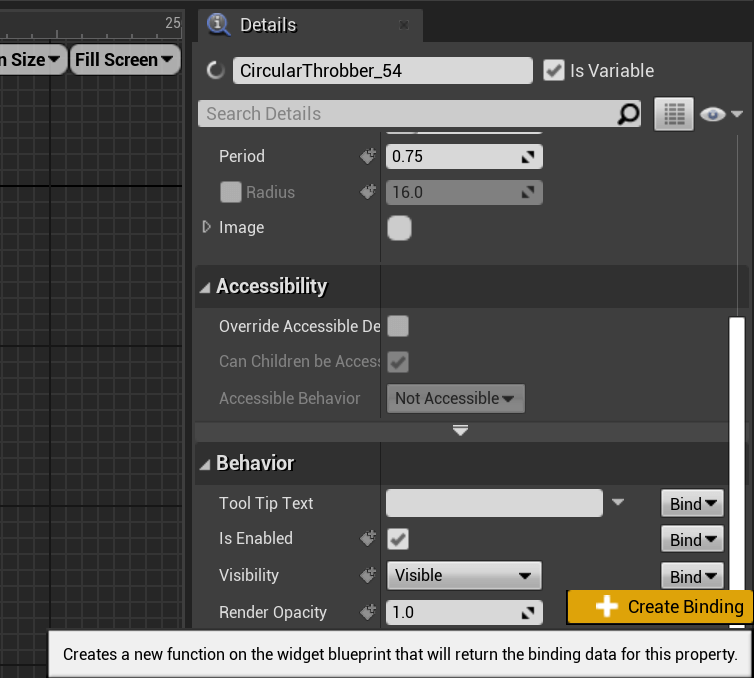 25
Details
n Size
Fill Screen
CircularThrobber_54
Is Variable
Search Details
Period
0.75
Radius
16.0
Image
Accessibility
Override Accessible De
Can Children be Access
Accessible Behavior
Not Accessible
Behavior
Tool Tip Text
Bind
Is Enabled
Bind
Visibility
Visible
Bind
Render Opacity
1.0
Create Binding
Creates a new function on the widget blueprint that will return the binding data for this property.